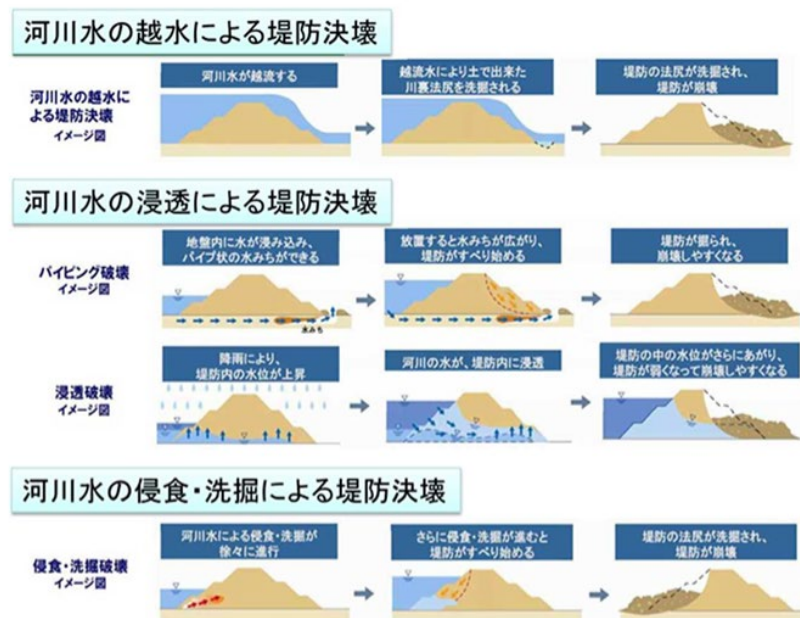 河川水の越水による堤防決壊
河川水の越水に
よる堤防決壊
イメージ図
河川水が越流する
越流水により土で出来た
川裏法尻を洗掘される
堤防の法尻が洗掘され、
堤防が崩壊
河川水の浸透による堤防決壊
パイピング破壊
イメージ図
地盤内に水が浸み込み、
パイプ状の水みちができる
水みち
放置すると水みちが広がり、
堤防がすべり始める
堤防が掘られ、
崩壊しやすくなる
浸透破壊
イメージ図
降雨により、
堤防内の水位が上昇
河川の水が、堤防内に浸透
堤防の中の水位がさらにあがり、
堤防が弱くなって崩壊しやすくなる
河川水の侵食・洗掘による堤防決壊
侵食・洗掘破壊
イメージ図
河川水による侵食・洗掘が
徐々に進行
さらに侵食・洗掘が進むと
堤防がすべり始める
堤防の法尻が洗掘され、
堤防が崩壊